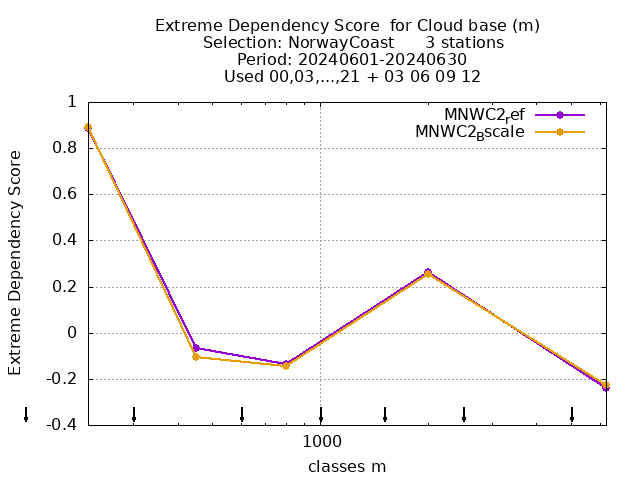 Extreme Dependency Score  for Cloud base (m)
Selection: NorwayCoast      3 stations
Period: 20240601-20240630
Used 00,03,...,21 + 03 06 09 12
MNWC2ref
MNWC2Bscale
1
0.8
0.6
0.4
0.2
0
-0.2
-0.4
Extreme Dependency Score
1000
classes m